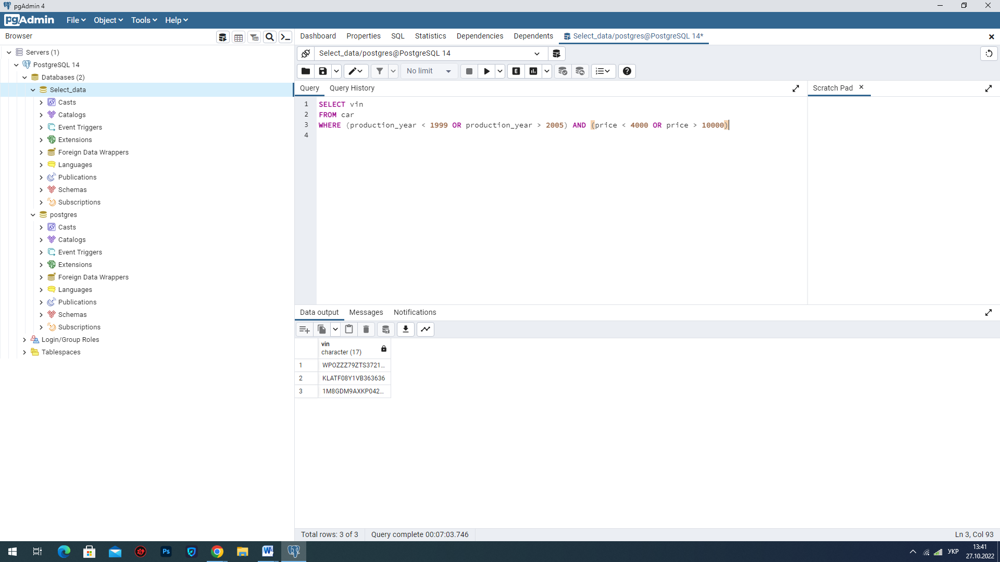 pgAdmin 4
pgAdmin
File
Object
Tools
Help
Browser
Dashboard
Properties
SQL
Statistics
Dependencies
Dependents
Select_data/postgres@PostgreSQL 14*
Servers (1)
PostgreSQL 14
Databases (2)
Select_data
Casts
Catalogs
Event Triggers
Extensions
Foreign Data Wrappers
Languages
Publications
Schemas
Subscriptions
postgres
Casts
Catalogs
Event Triggers
Extensions
Foreign Data Wrappers
Languages
Publications
Schemas
Subscriptions
Login/Group Roles
Tablespaces
Select_data/postgres@PostgreSQL 14
No limit
E
Query
Query History
Scratch Pad
1 SELECT vin
2 FROM car
3 WHERE (production_year < 1999 OR production_year > 2005) AND (price < 4000 OR price > 10000)
4
Data output
Messages
Notifications
vin
character (17)
1 WPOZZZ79ZTS3721...
2 KLATF08Y1VB363636
3 1M8GDM9AXKP042...
Total rows: 3 of 3
Query complete 00:07:03.746
Ln 3, Col 93
Ps
W
УКР
13:41
27.10.2022